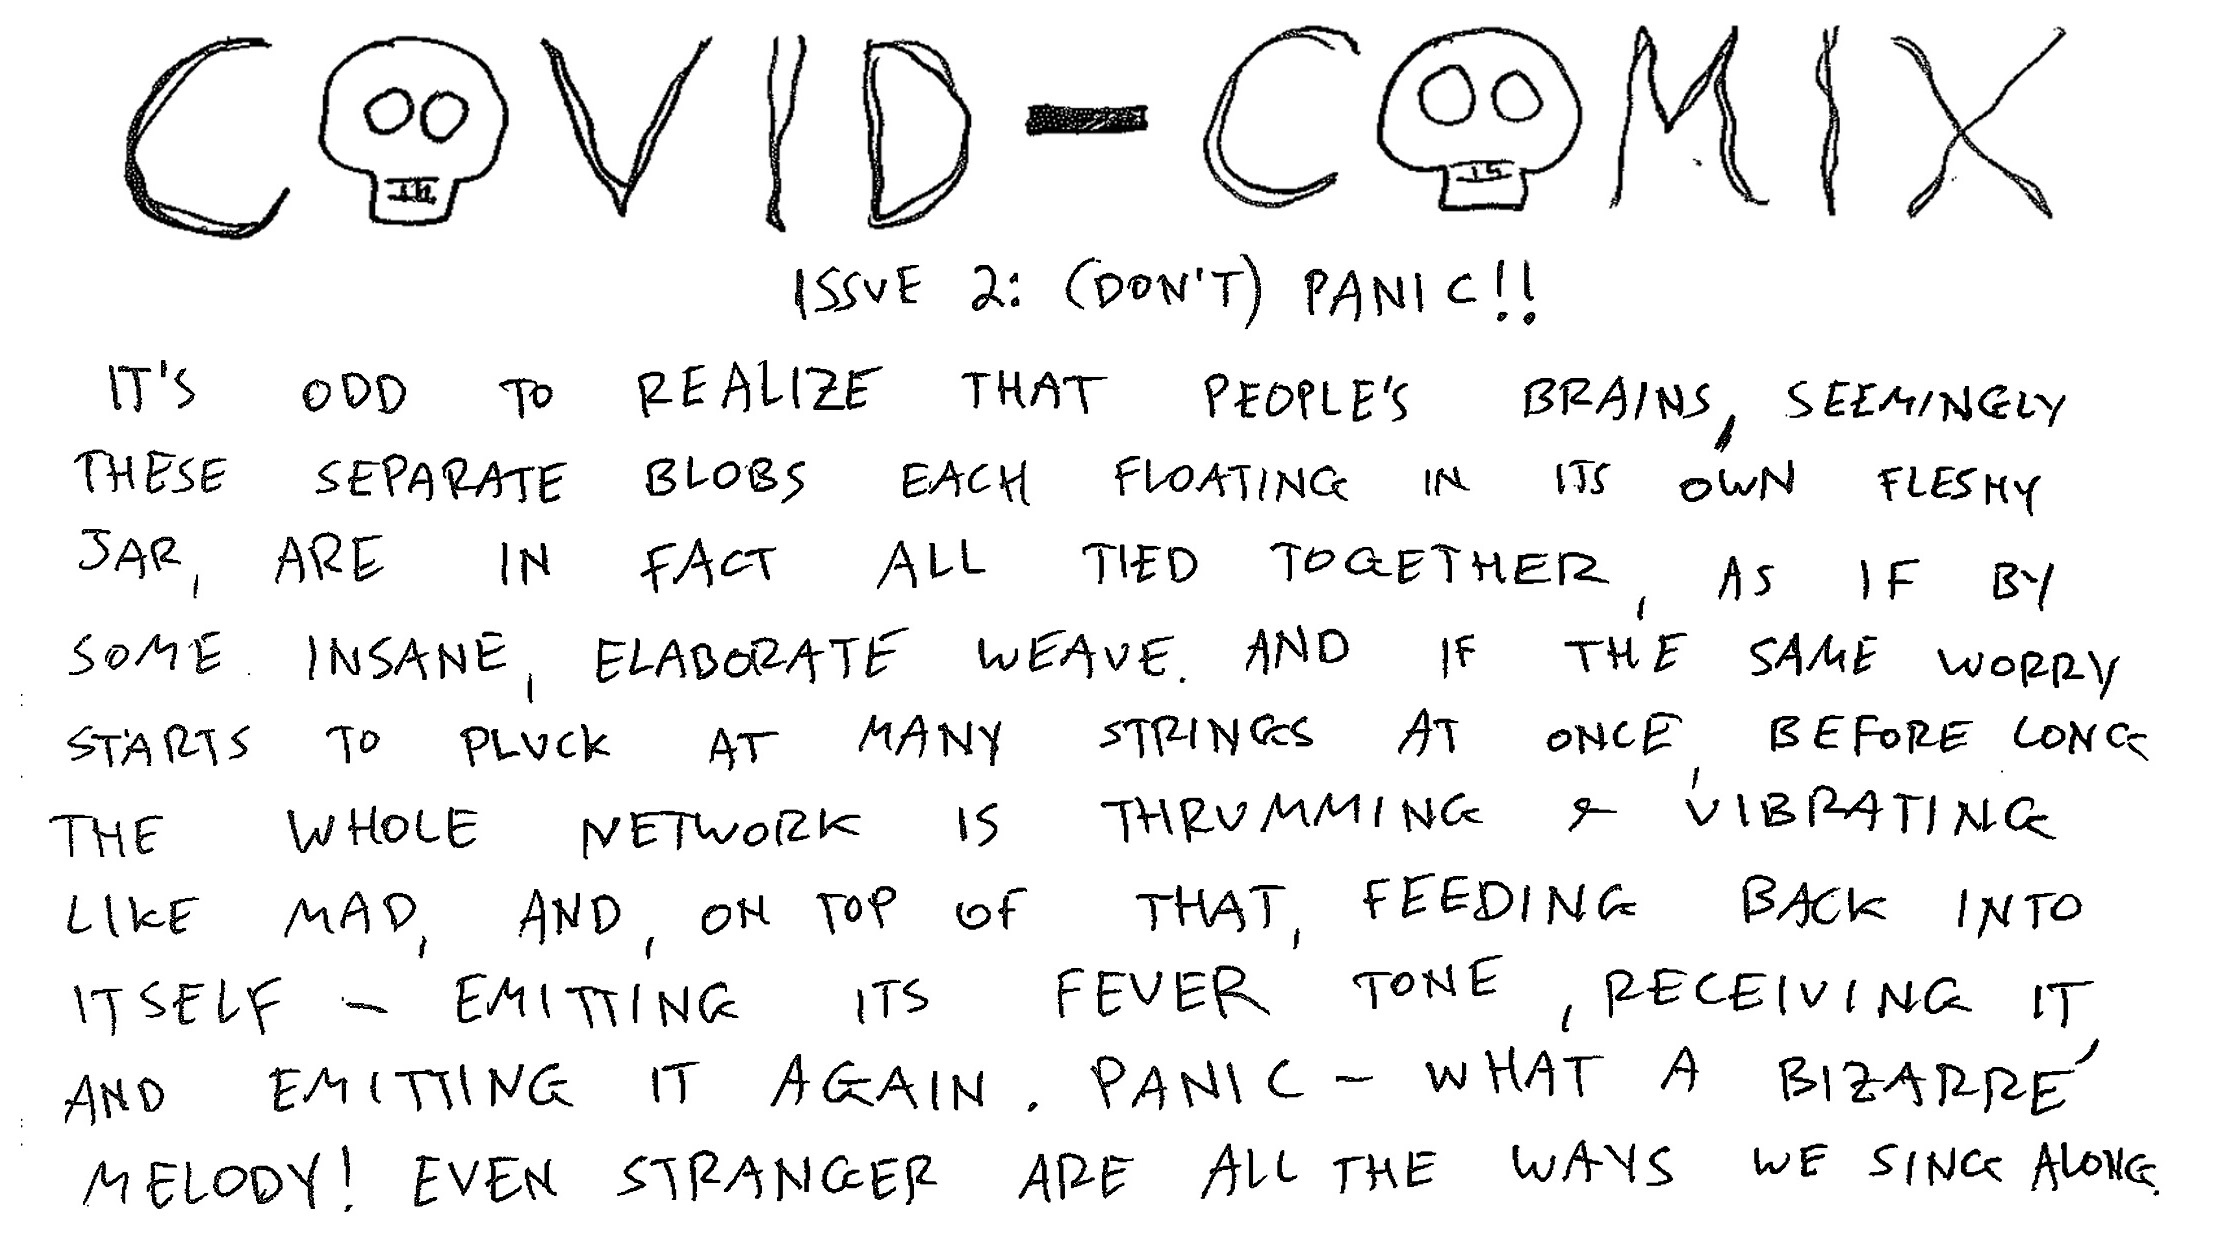 COVID-COMIX
ISSUE 2: (DON'T) PANIC!!
IT'S ODD TO REALIZE THAT PEOPLE'S BRAINS, SEEMINGLY
THESE SEPARATE BLOBS EACH FLOATING IN ITS OWN FLESHY
JAR, ARE IN FACT ALL TIED TOGETHER, AS IF BY
SOME INSANE, ELABORATE WEAVE. AND IF THE SAME WORRY
STARTS TO PLUCK AT MANY STRINGS AT ONCE, BEFORE LONG
THE WHOLE NETWORK IS THRUMMING & VIBRATING
LIKE MAD, AND, ON TOP OF THAT, FEEDING BACK INTO
ITSELF – EMITTING ITS FEVER TONE, RECEIVING IT,
AND EMITTING IT AGAIN. PANIC – WHAT A BIZARRE
MELODY! EVEN STRANGER ARE ALL THE WAYS WE SING ALONG.